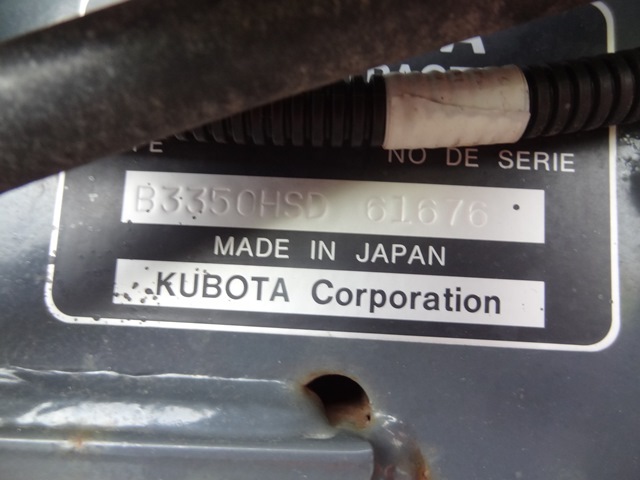 NO DE SERIE
B3350HSD 61676
MADE IN JAPAN
KUBOTA Corporation